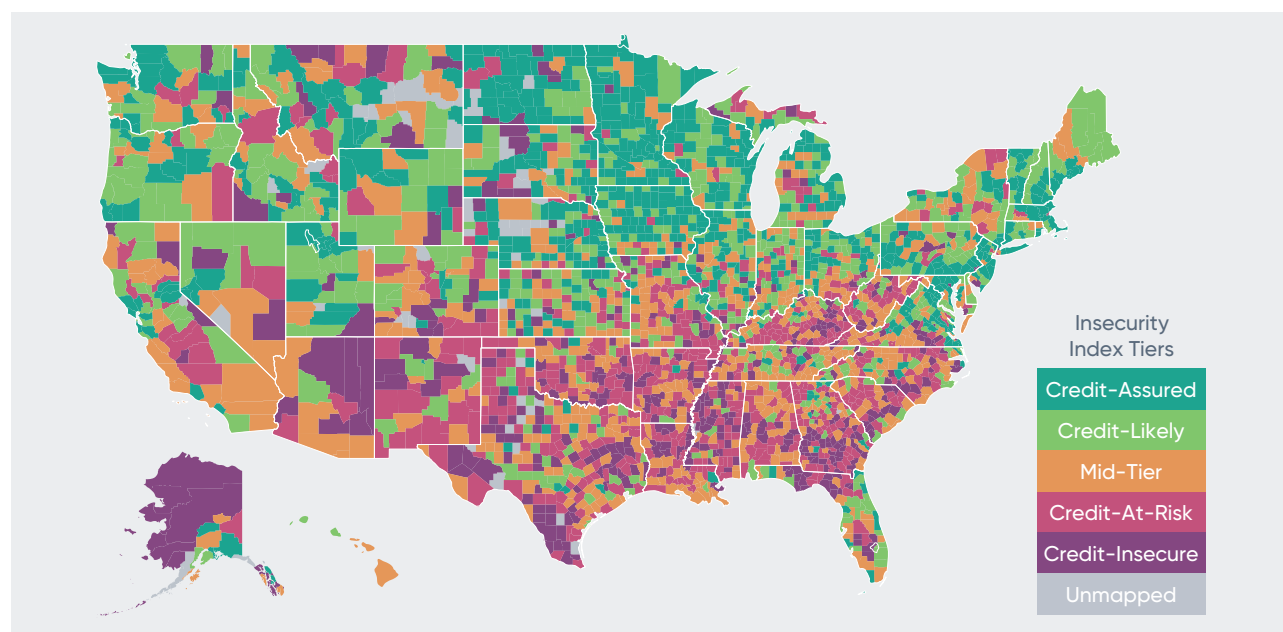 Insecurity
Index Tiers
Credit-Assured
Credit-Likely
Mid-Tier
Credit-At-Risk
Credit-Insecure
Unmapped